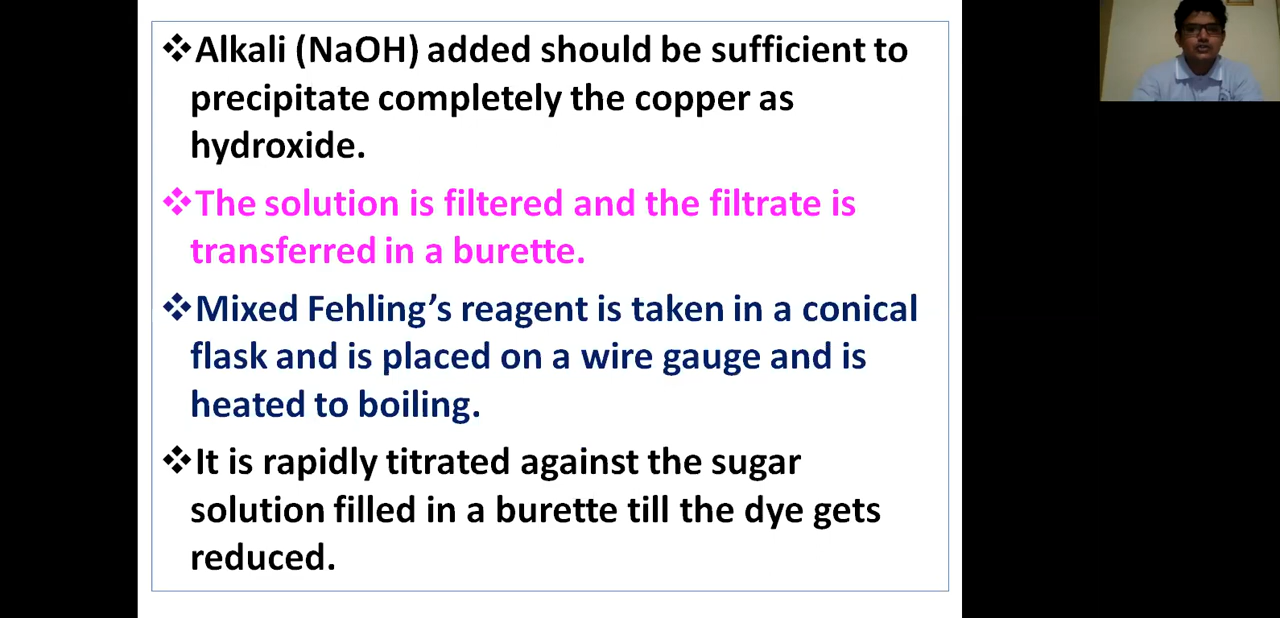 ❖Alkali (NaOH) added should be sufficient to
precipitate completely the copper as
hydroxide.
❖The solution is filtered and the filtrate is
transferred in a burette.
❖Mixed Fehling’s reagent is taken in a conical
flask and is placed on a wire gauge and is
heated to boiling.
❖It is rapidly titrated against the sugar
solution filled in a burette till the dye gets
reduced.